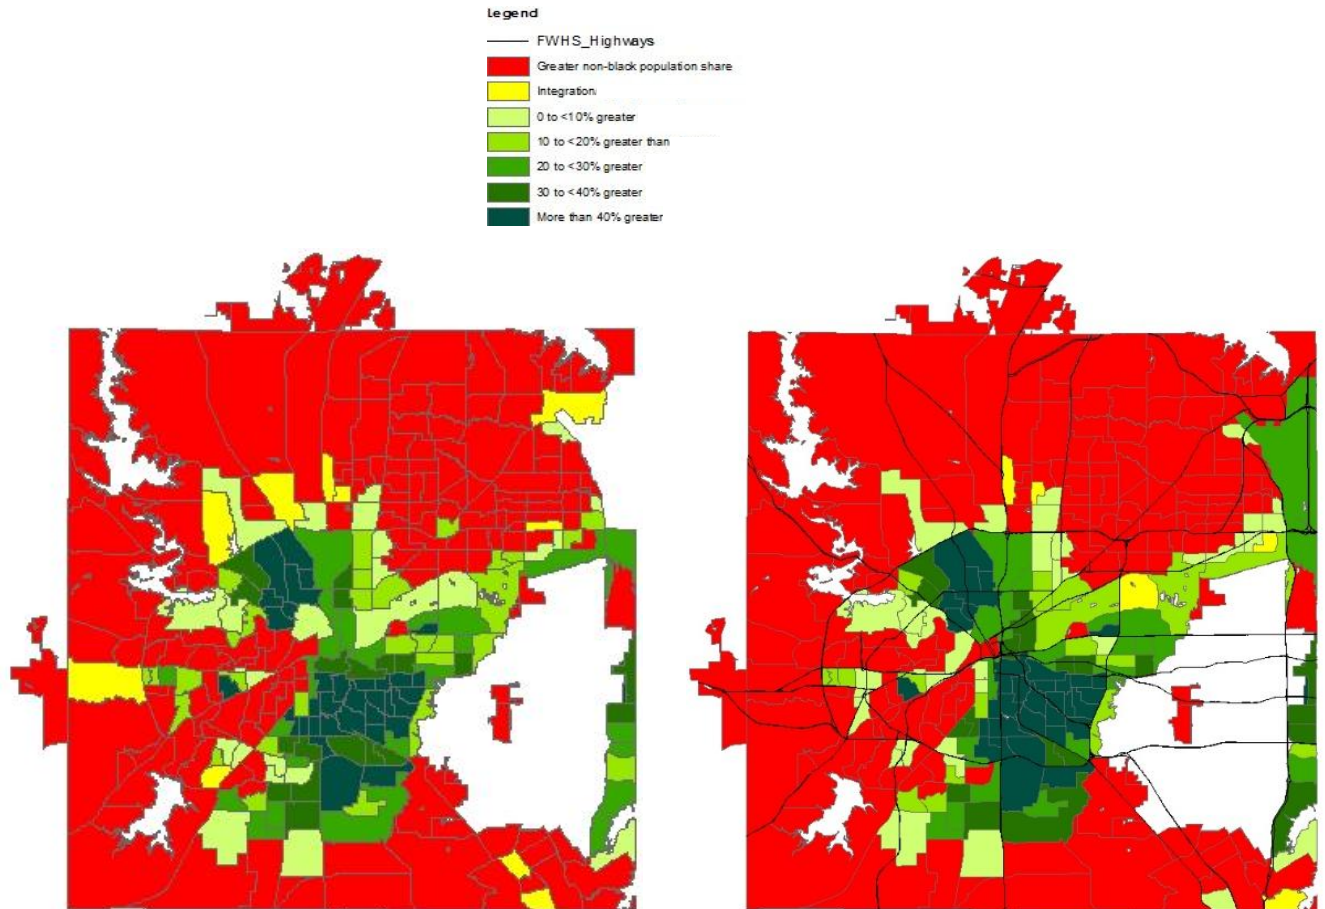 Legend
FWHS_Highways
Greater non-black population share
Integration
0 to <10% greater
10 to <20% greater than
20 to <30% greater
30 to <40% greater
More than 40% greater